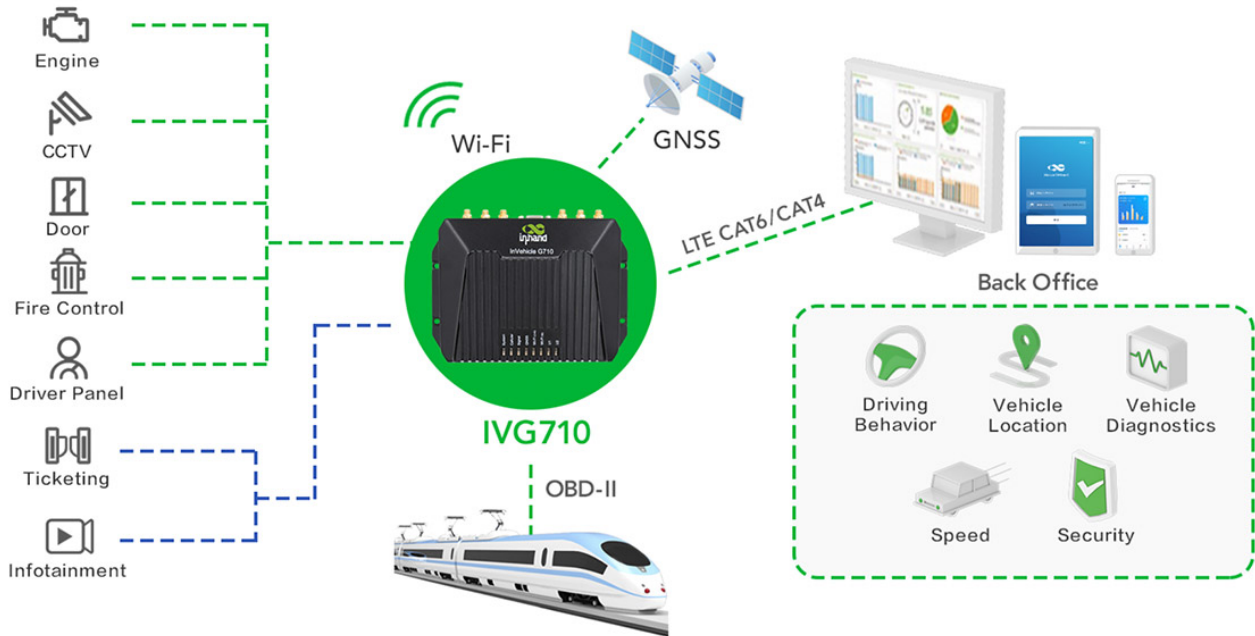 Engine
CCTV
Door
Fire Control
Driver Panel
Ticketing
Infotainment
Wi-Fi
GNSS
inhand
InVehicle G710
IVG710
OBD-II
LTE CAT6/CAT4
Back Office
Driving
Behavior
Vehicle
Location
Vehicle
Diagnostics
Speed
Security